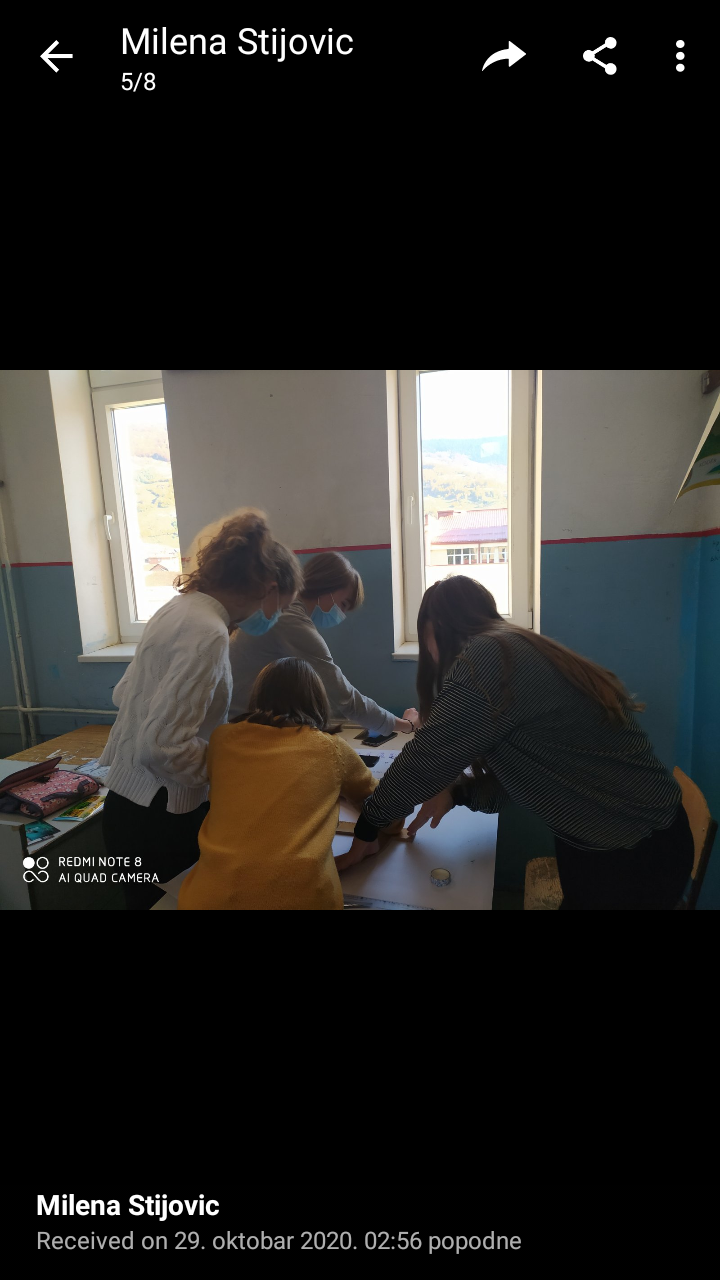 Milena Stijovic
5/8
REDMI NOTE 8
AI QUAD CAMERA
Milena Stijovic
Received on 29. oktobar 2020. 02:56 popodne